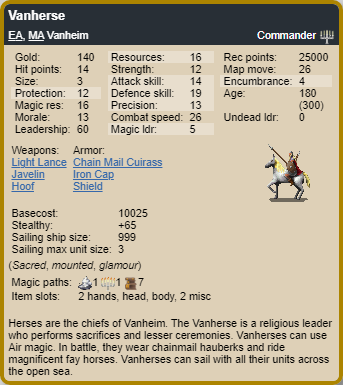 Vanherse
EA, MA Vanheim Commander
Gold: 140 Resources: 16 Rec points: 25000
Hit points: 14 Strength: 12 Map move: 26
Size: 3 Attack skill: 14 Encumbrance: 4
Protection: 12 Defence skill: 19 Age: 180
Magic res: 16 Precision: 13 (300)
Morale: 13 Combat speed: 26 Undead ldr: 0
Leadership: 60 Magic ldr: 5
Weapons: Armor:
Light Lance Chain Mail Cuirass
Javelin Iron Cap
Hoof Shield
Basecost: 10025
Stealthy: +65
Sailing ship size: 999
Sailing max unit size: 3
(Sacred, mounted, glamour)
Magic paths: 1 1 7
Item slots: 2 hands, head, body, 2 misc
Herses are the chiefs of Vanheim. The Vanherse is a religious leader
who performs sacrifices and lesser ceremonies. Vanherses can use
Air magic. In battle, they wear chainmail hauberks and ride
magnificent fay horses. Vanherses can sail with all their units across
the open sea.